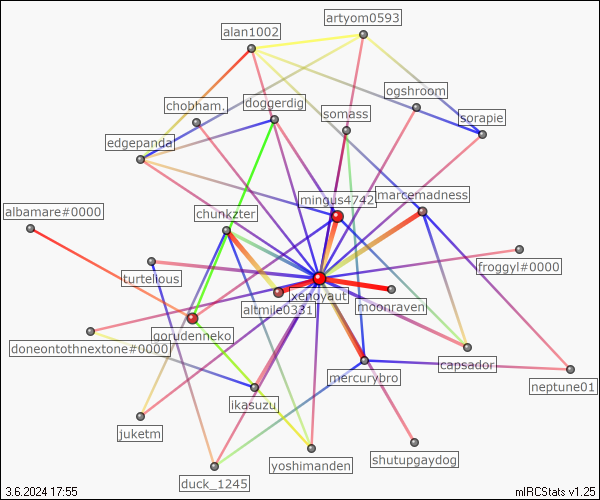 artyom0593
alan1002
ogshroom
chobham.
doggerdig
somass
sorapie
edgepanda
mingus4742
marcemadness
albamare#0000
chunkzter
turtelious
froggyl#0000
xenoyaut
altmile0331
moonraven
gorudenneko
doneontothnextone#0000
capsador
mercurybro
neptune01
ikasuzu
juketm
yoshimanden
shutupgaydog
duck_1245
3.6.2024 17:55
mIRCStats v1.25